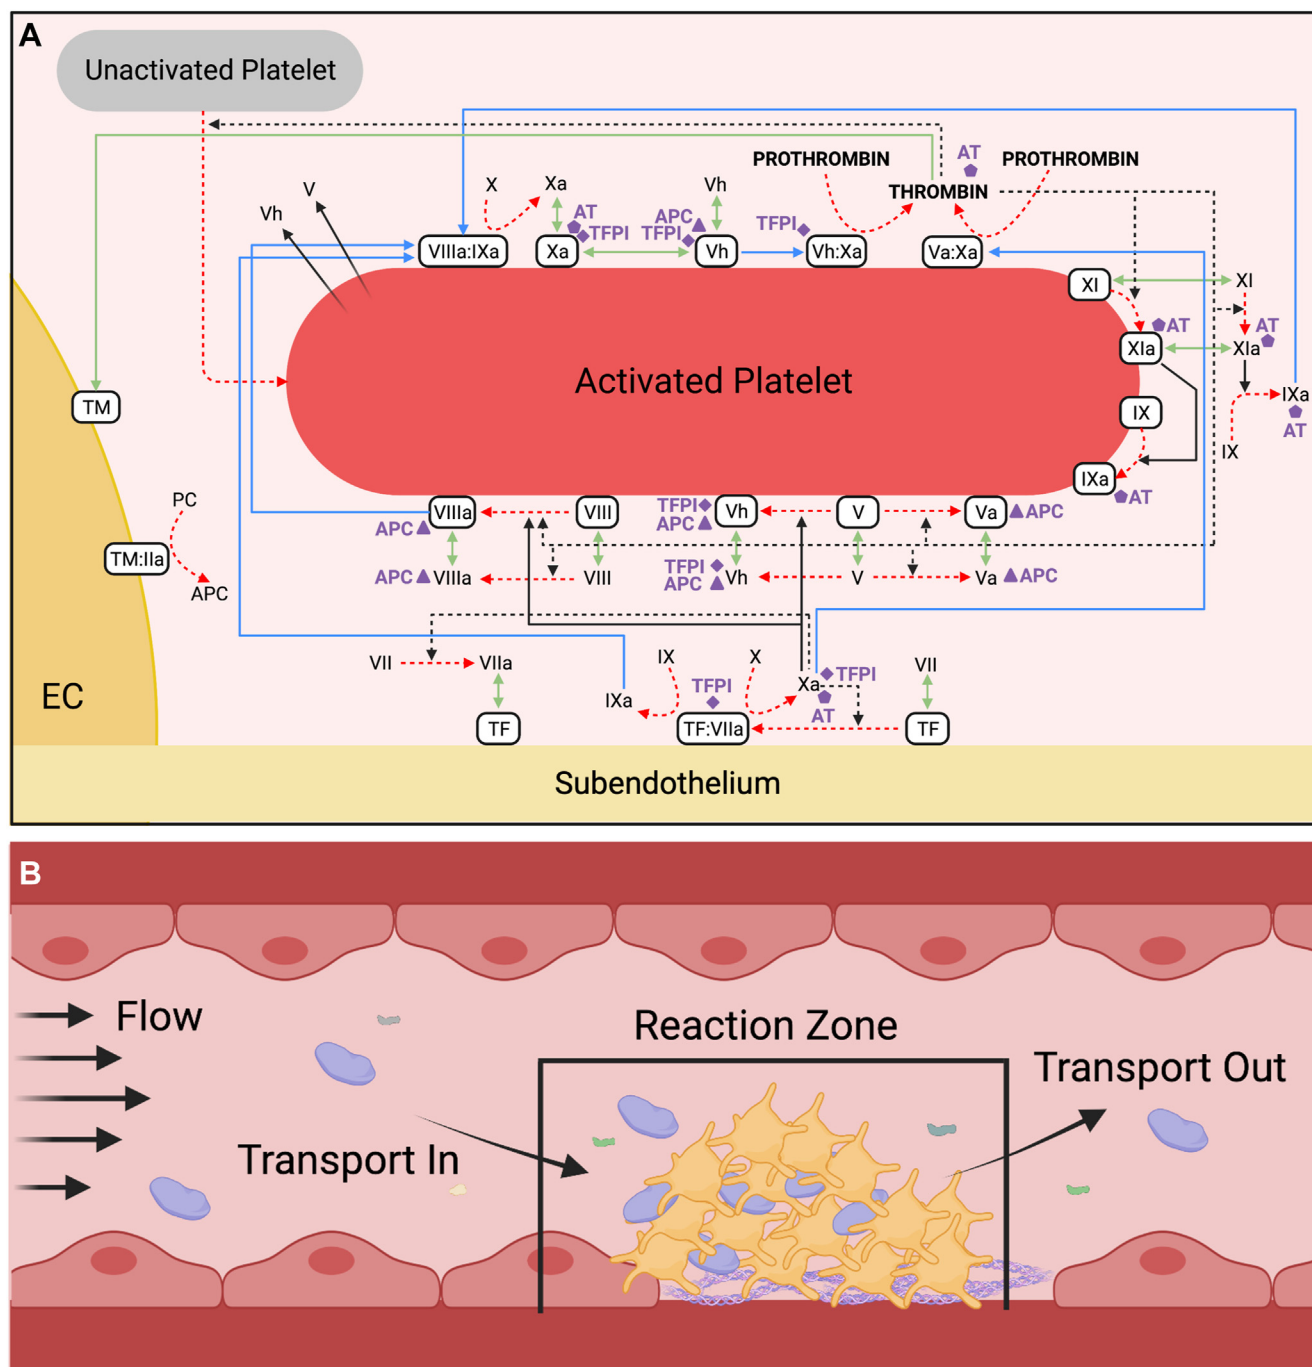 A
Unactivated Platelet
PROTHROMBIN
AT
PROTHROMBIN
X
Xa
Vh
THROMBIN
V
Vh
AT
TFPI
APC
TFPI
TFPI
VIIIa:IXa
Xa
Vh
Vh:Xa
Va:Xa
XI
XI
AT
AT
XIa
XIa
Activated Platelet
TM
IX
IXa
AT
IX
IXa
AT
PC
VIIIa
VIII
TFPI
APC
Vh
V
Va
APC
APC
TM:IIa
APC
APC
VIIIa
VIII
TFPI
APC
Vh
V
Va
APC
VII
VIIa
IX
X
VII
TFPI
Xa
TFPI
EC
IXa
AT
TF
TF:VIIa
TF
Subendothelium
B
Flow
Reaction Zone
Transport Out
Transport In